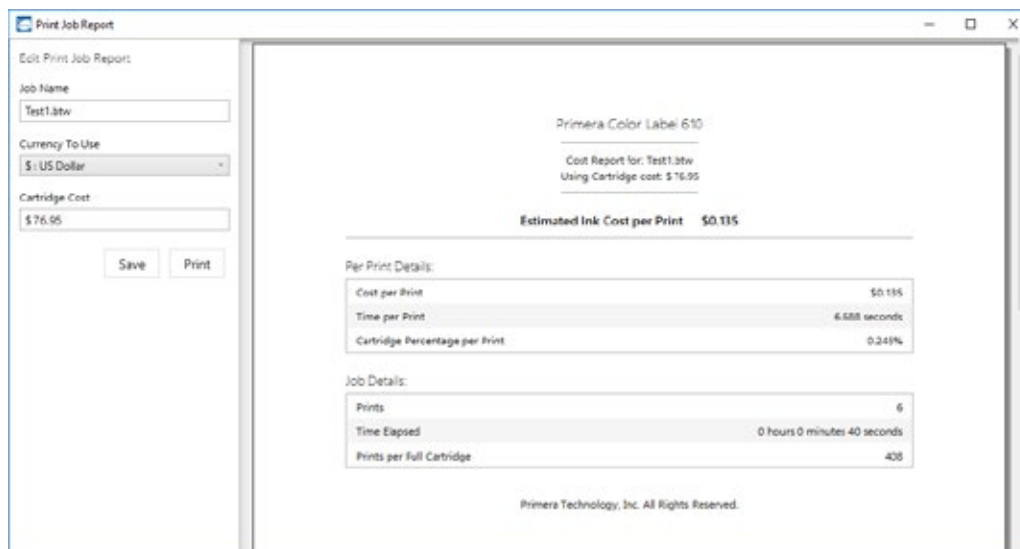 Print Job Report
Edit Print Job Report
Job Name
Test1.btw
Currency To Use
$ : US Dollar
Cartridge Cost
$76.95
Save Print
Primera Color Label 610
Cost Report for: Test1.btw
Using Cartridge cost: $76.95
Estimated Ink Cost per Print $0.135
Per Print Details:
Cost per Print $0.135
Time per Print 6.688 seconds
Cartridge Percentage per Print
Job Details:
Prints 6
Time Elapsed 0 hours 0 minutes 40 seconds
Prints per Full Cartridge 408
Primera Technology, Inc. All Rights Reserved.